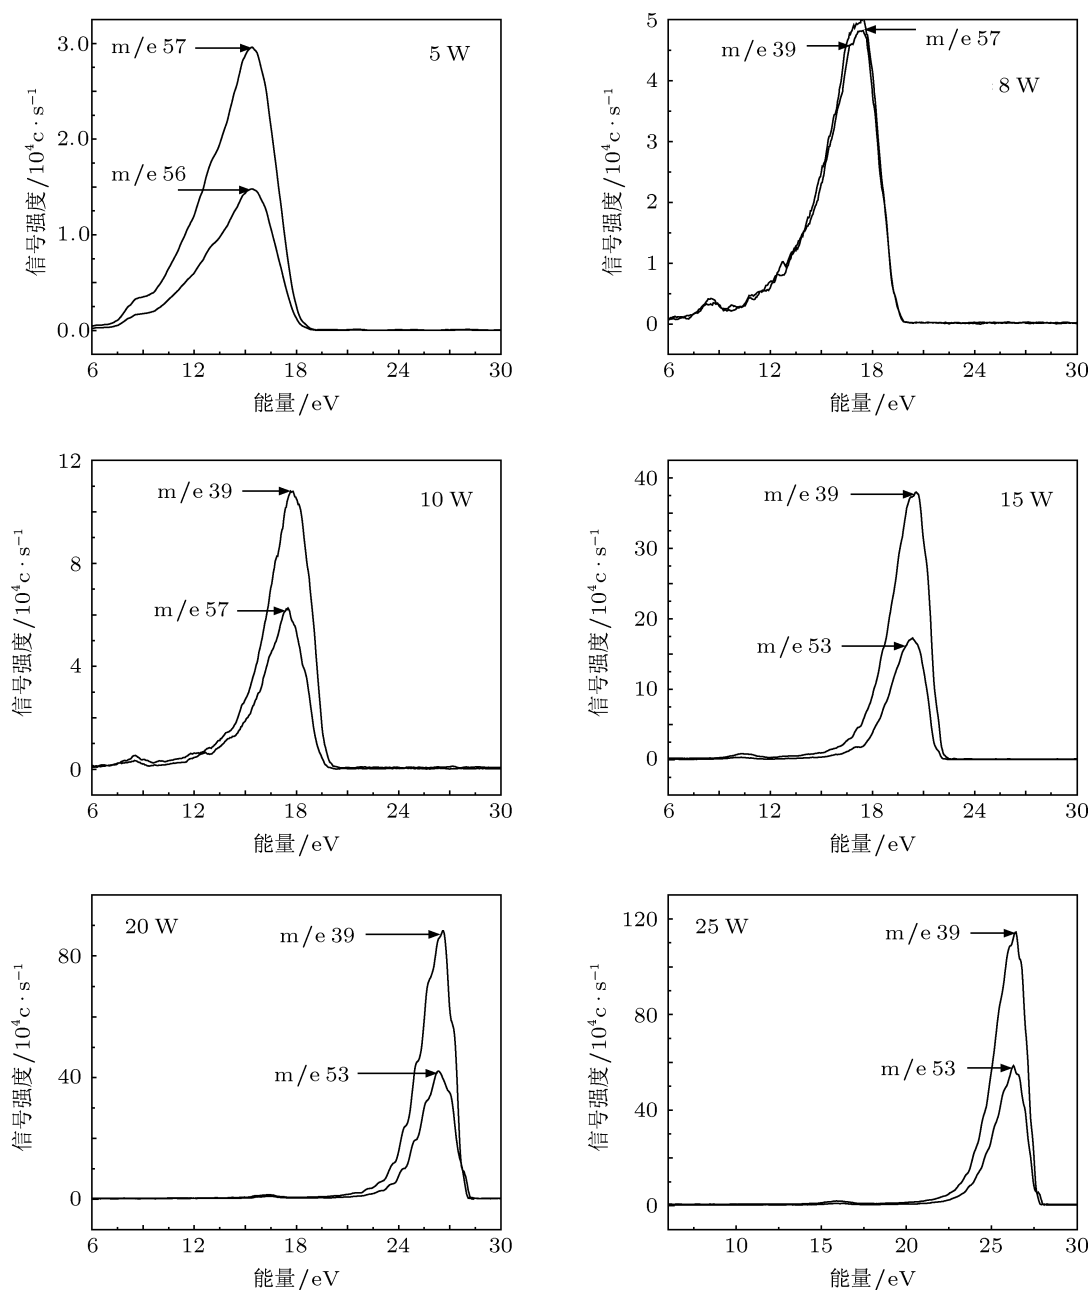 m/e 57
5 W
m/e 56
信号强度/10⁴c·s⁻¹
3.0
2.0
1.0
0.0
6 12 18 24 30
能量/eV
m/e 39
m/e 57
8 W
信号强度/10⁴c·s⁻¹
5
4
3
2
1
0
6 12 18 24 30
能量/eV
m/e 39
10 W
m/e 57
信号强度/10⁴c·s⁻¹
12
8
4
0
6 12 18 24 30
能量/eV
m/e 39
15 W
m/e 53
信号强度/10⁴c·s⁻¹
40
30
20
10
0
6 12 18 24 30
能量/eV
20 W
m/e 39
m/e 53
信号强度/10⁴c·s⁻¹
80
40
0
6 12 18 24 30
能量/eV
25 W
m/e 39
m/e 53
信号强度/10⁴c·s⁻¹
120
80
40
0
10 15 20 25 30
能量/eV